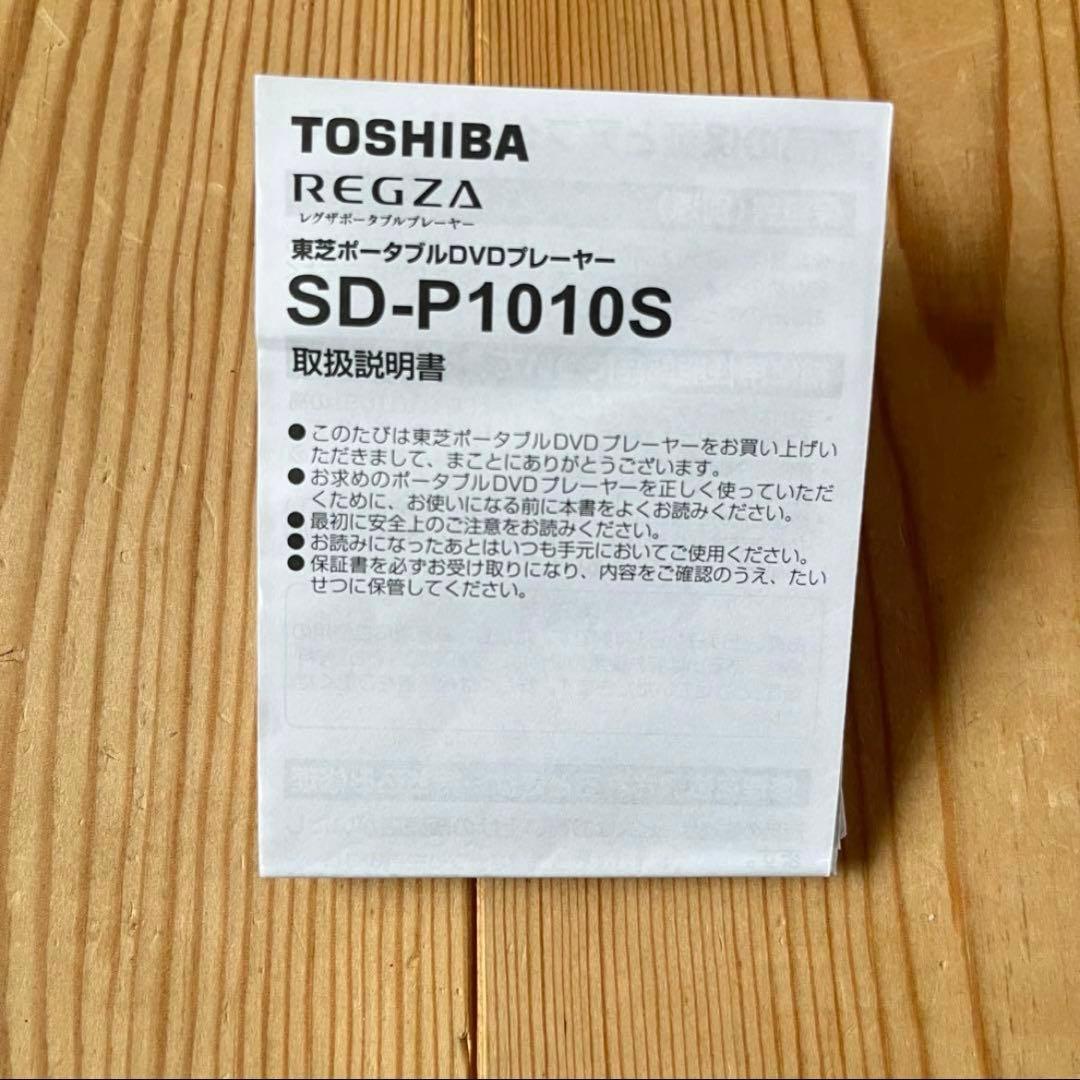 TOSHIBA
REGZA
レグザポータブルプレーヤー
東芝ポータブルDVDプレーヤー
SD-P1010S
取扱説明書
●このたびは東芝ポータブルDVDプレーヤーをお買い上げい
ただきまして、まことにありがとうございます。
●お求めのポータブルDVDプレーヤーを正しく使っていただ
くために、お使いになる前に本書をよくお読みください。
●最初に安全上のご注意をお読みください。
●お読みになったあとはいつも手元においてご使用ください。
●保証書を必ずお受け取りになり、内容をご確認のうえ、たい
せつに保管してください。